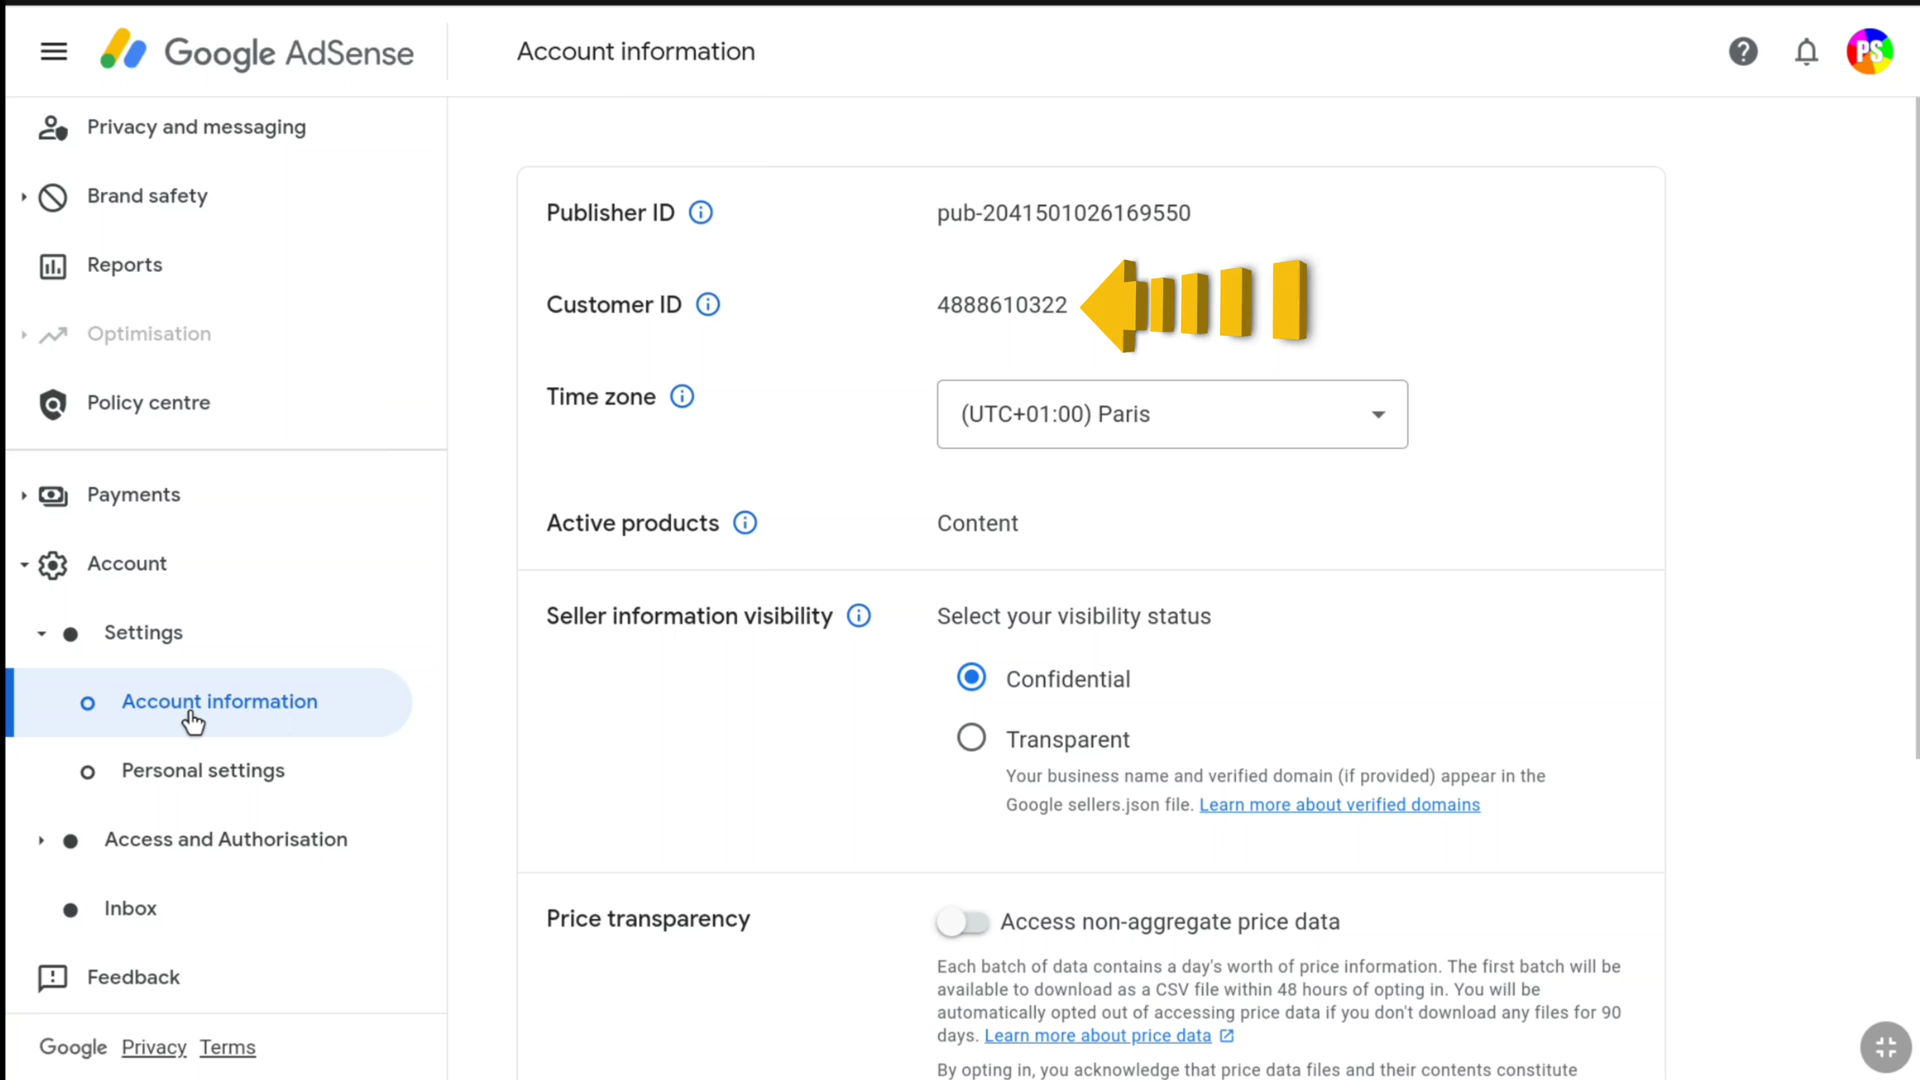 Google AdSense
Account information
PS
Privacy and messaging
Brand safety
Reports
Optimisation
Policy centre
Payments
Account
Settings
Account information
Personal settings
Access and Authorisation
Inbox
Feedback
Google Privacy Terms
Publisher ID
pub-2041501026169550
Customer ID
4888610322
Time zone
(UTC+01:00) Paris
Active products
Content
Seller information visibility
Select your visibility status
Confidential
Transparent
Your business name and verified domain (if provided) appear in the
Google sellers.json file. Learn more about verified domains
Price transparency
Access non-aggregate price data
Each batch of data contains a day's worth of price information. The first batch will be
available to download as a CSV file within 48 hours of opting in. You will be
automatically opted out of accessing price data if you don't download any files for 90
days. Learn more about price data
By opting in, you acknowledge that price data files and their contents constitute